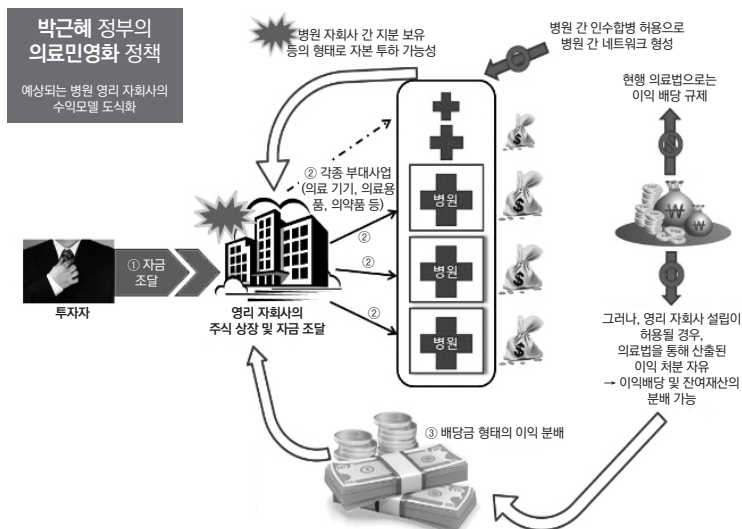 박근혜 정부의
의료민영화 정책
예상되는 병원 영리 자회사의
수익모델 도식화
병원 자회사 간 지분 보유
등의 형태로 자본 투하 가능성
병원 간 인수합병 허용으로
병원 간 네트워크 형성
현행 의료법으로는
이익 배당 규제
② 각종 부대사업
(의료 기기, 의료용
품, 의약품 등)
$
$
병원
②
② 병원
$
② 병원
$
① 자금
조달
투자자
영리 자회사의
주식 상장 및 자금 조달
₩
₩
그러나, 영리 자회사 설립이
허용될 경우,
의료법을 통해 산출된
이익 처분 자유
→ 이익배당 및 잔여재산의
분배 가능
③ 배당금 형태의 이익 분배